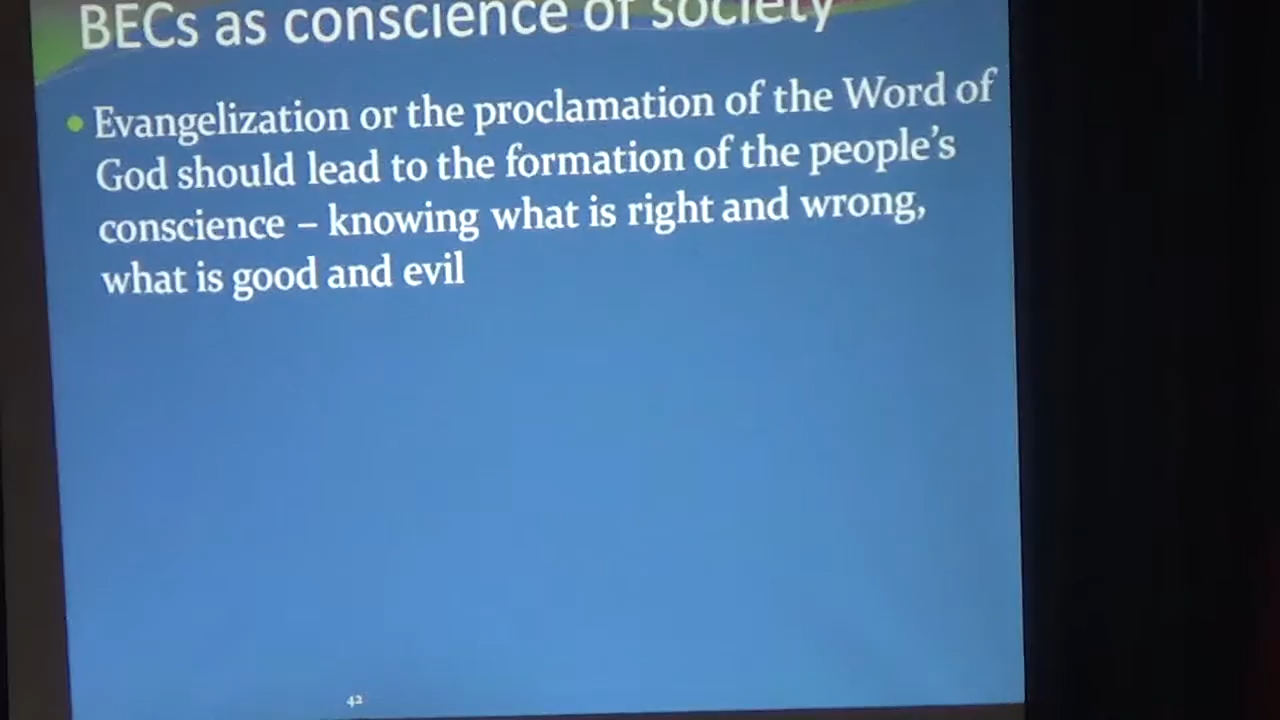 BECs as conscience of society
• Evangelization or the proclamation of the Word of
God should lead to the formation of the people's
conscience – knowing what is right and wrong,
what is good and evil
42